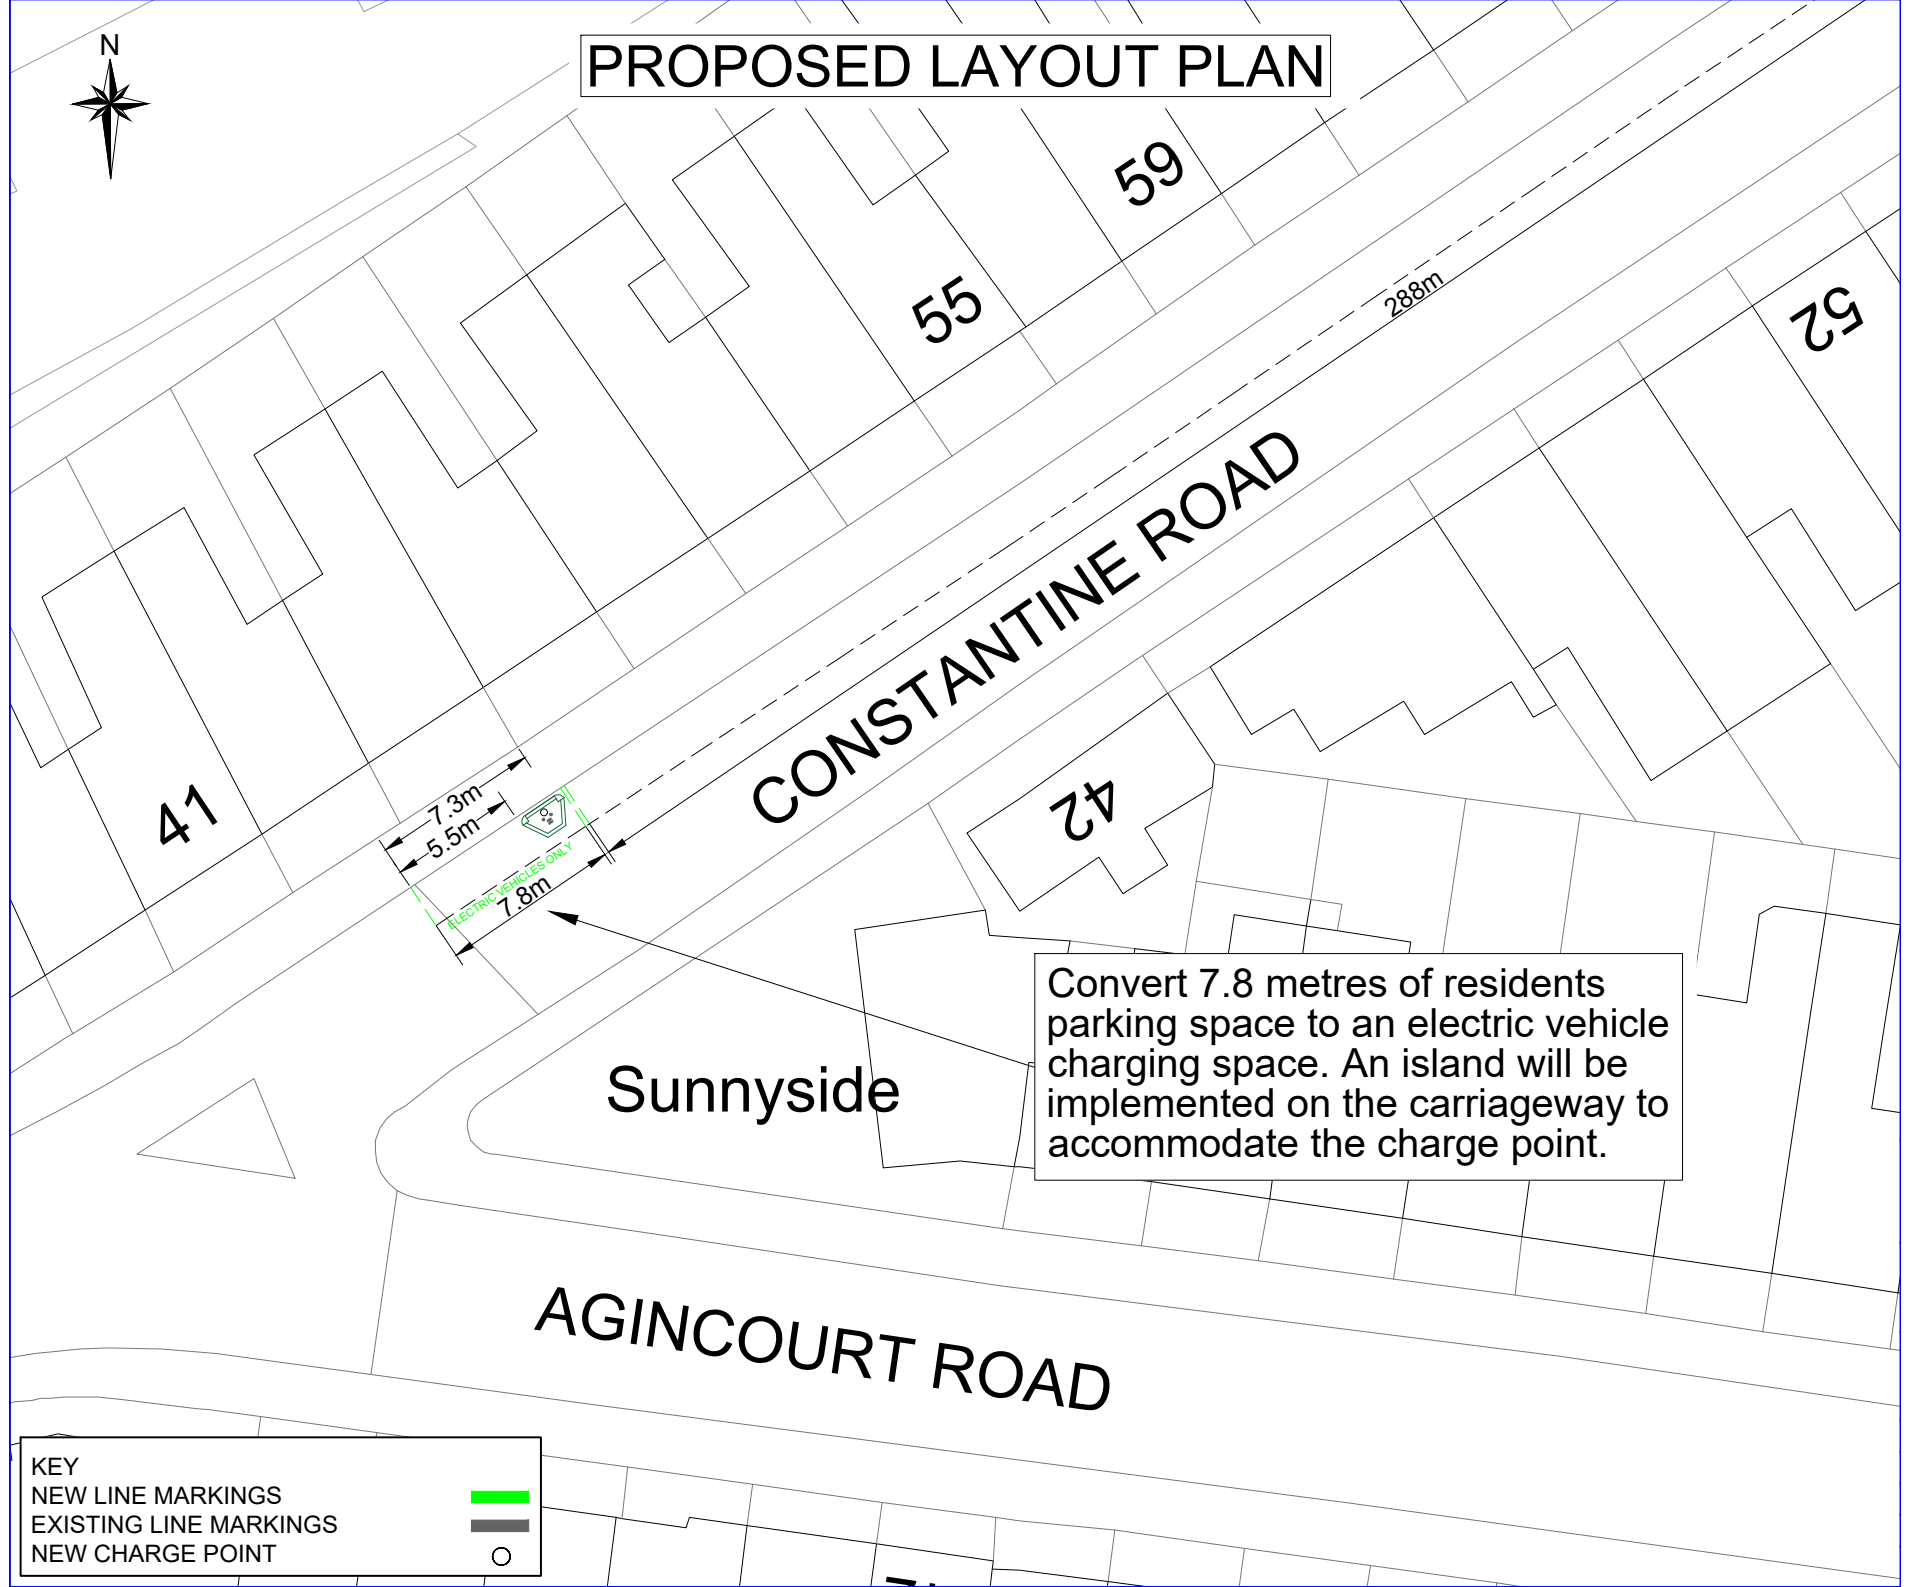 N
PROPOSED LAYOUT PLAN
59
55
288m
52
CONSTANTINE ROAD
41
42
7.3m
5.5m
ELECTRIC VEHICLES ONLY
7.8m
Convert 7.8 metres of residents
parking space to an electric vehicle
charging space. An island will be
implemented on the carriageway to
accommodate the charge point.
Sunnyside
AGINCOURT ROAD
KEY
NEW LINE MARKINGS
EXISTING LINE MARKINGS
NEW CHARGE POINT